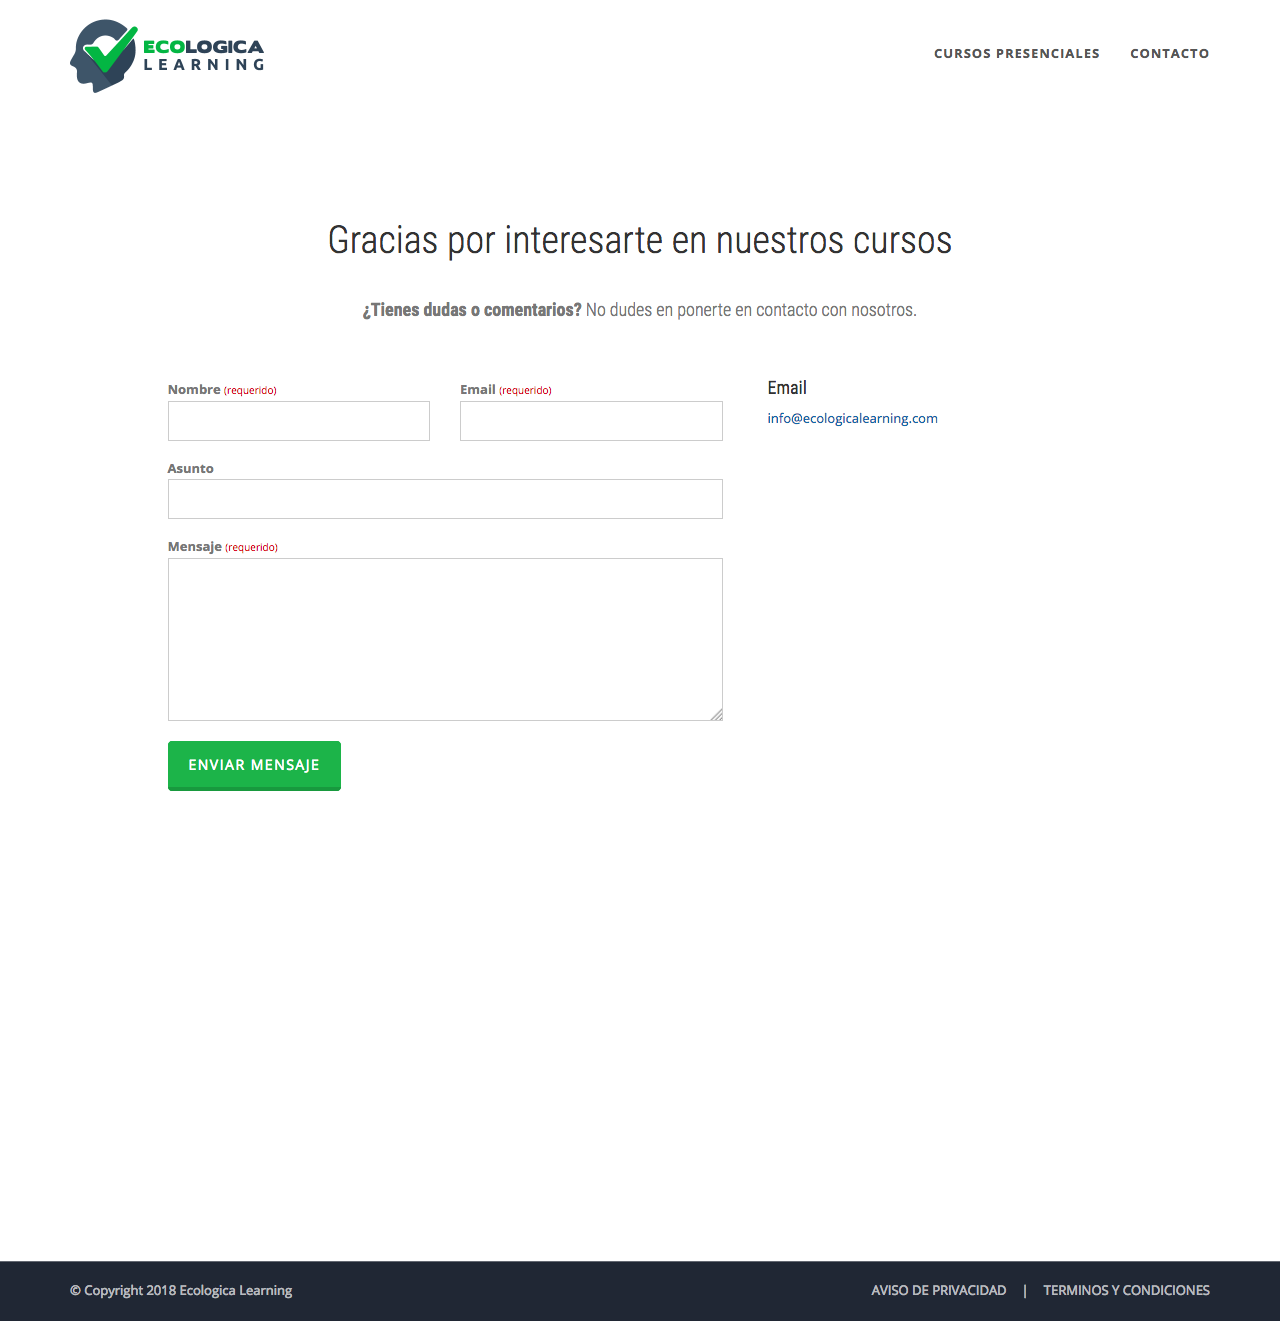 ECOLOGICA
LEARNING
CURSOS PRESENCIALES
CONTACTO
Gracias por interesarte en nuestros cursos
¿Tienes dudas o comentarios? No dudes en ponerte en contacto con nosotros.
Nombre (requerido)
Email (requerido)
Asunto
Mensaje (requerido)
ENVIAR MENSAJE
Email
info@ecologicalearning.com
© Copyright 2018 Ecologica Learning
AVISO DE PRIVACIDAD | TERMINOS Y CONDICIONES